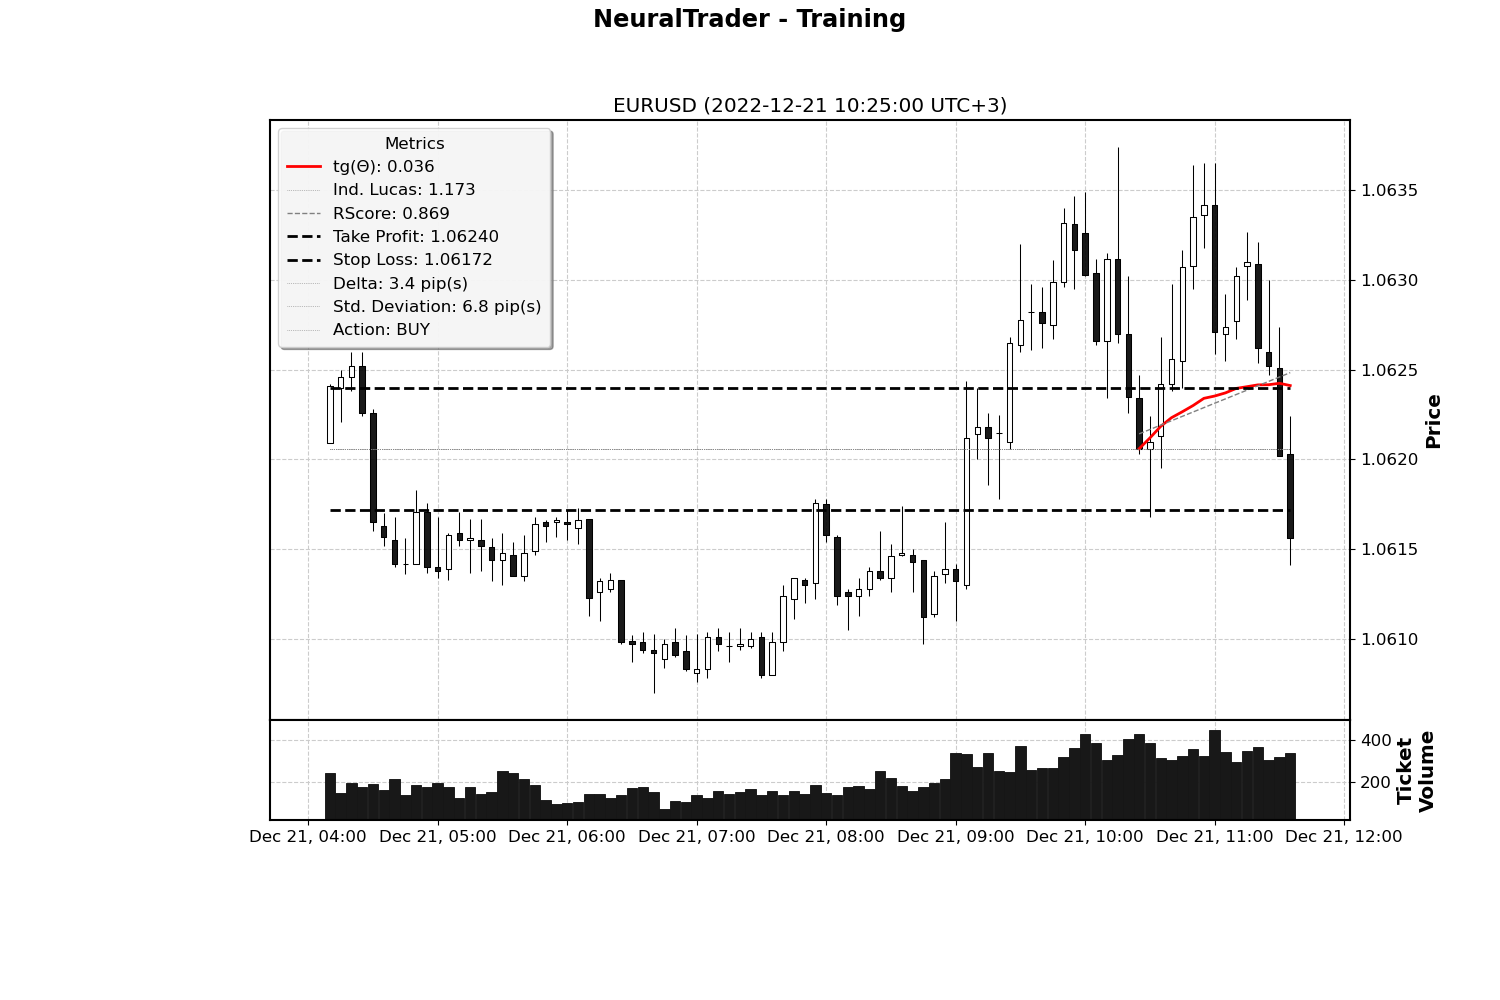 NeuralTrader - Training
EURUSD (2022-12-21 10:25:00 UTC+3)
Metrics
tg(Θ): 0.036
Ind. Lucas: 1.173
RScore: 0.869
Take Profit: 1.06240
Stop Loss: 1.06172
Delta: 3.4 pip(s)
Std. Deviation: 6.8 pip(s)
Action: BUY
1.0635
1.0630
1.0625
1.0620
1.0615
1.0610
Price
400
200
Ticket
Volume
Dec 21, 04:00
Dec 21, 05:00
Dec 21, 06:00
Dec 21, 07:00
Dec 21, 08:00
Dec 21, 09:00
Dec 21, 10:00
Dec 21, 11:00
Dec 21, 12:00